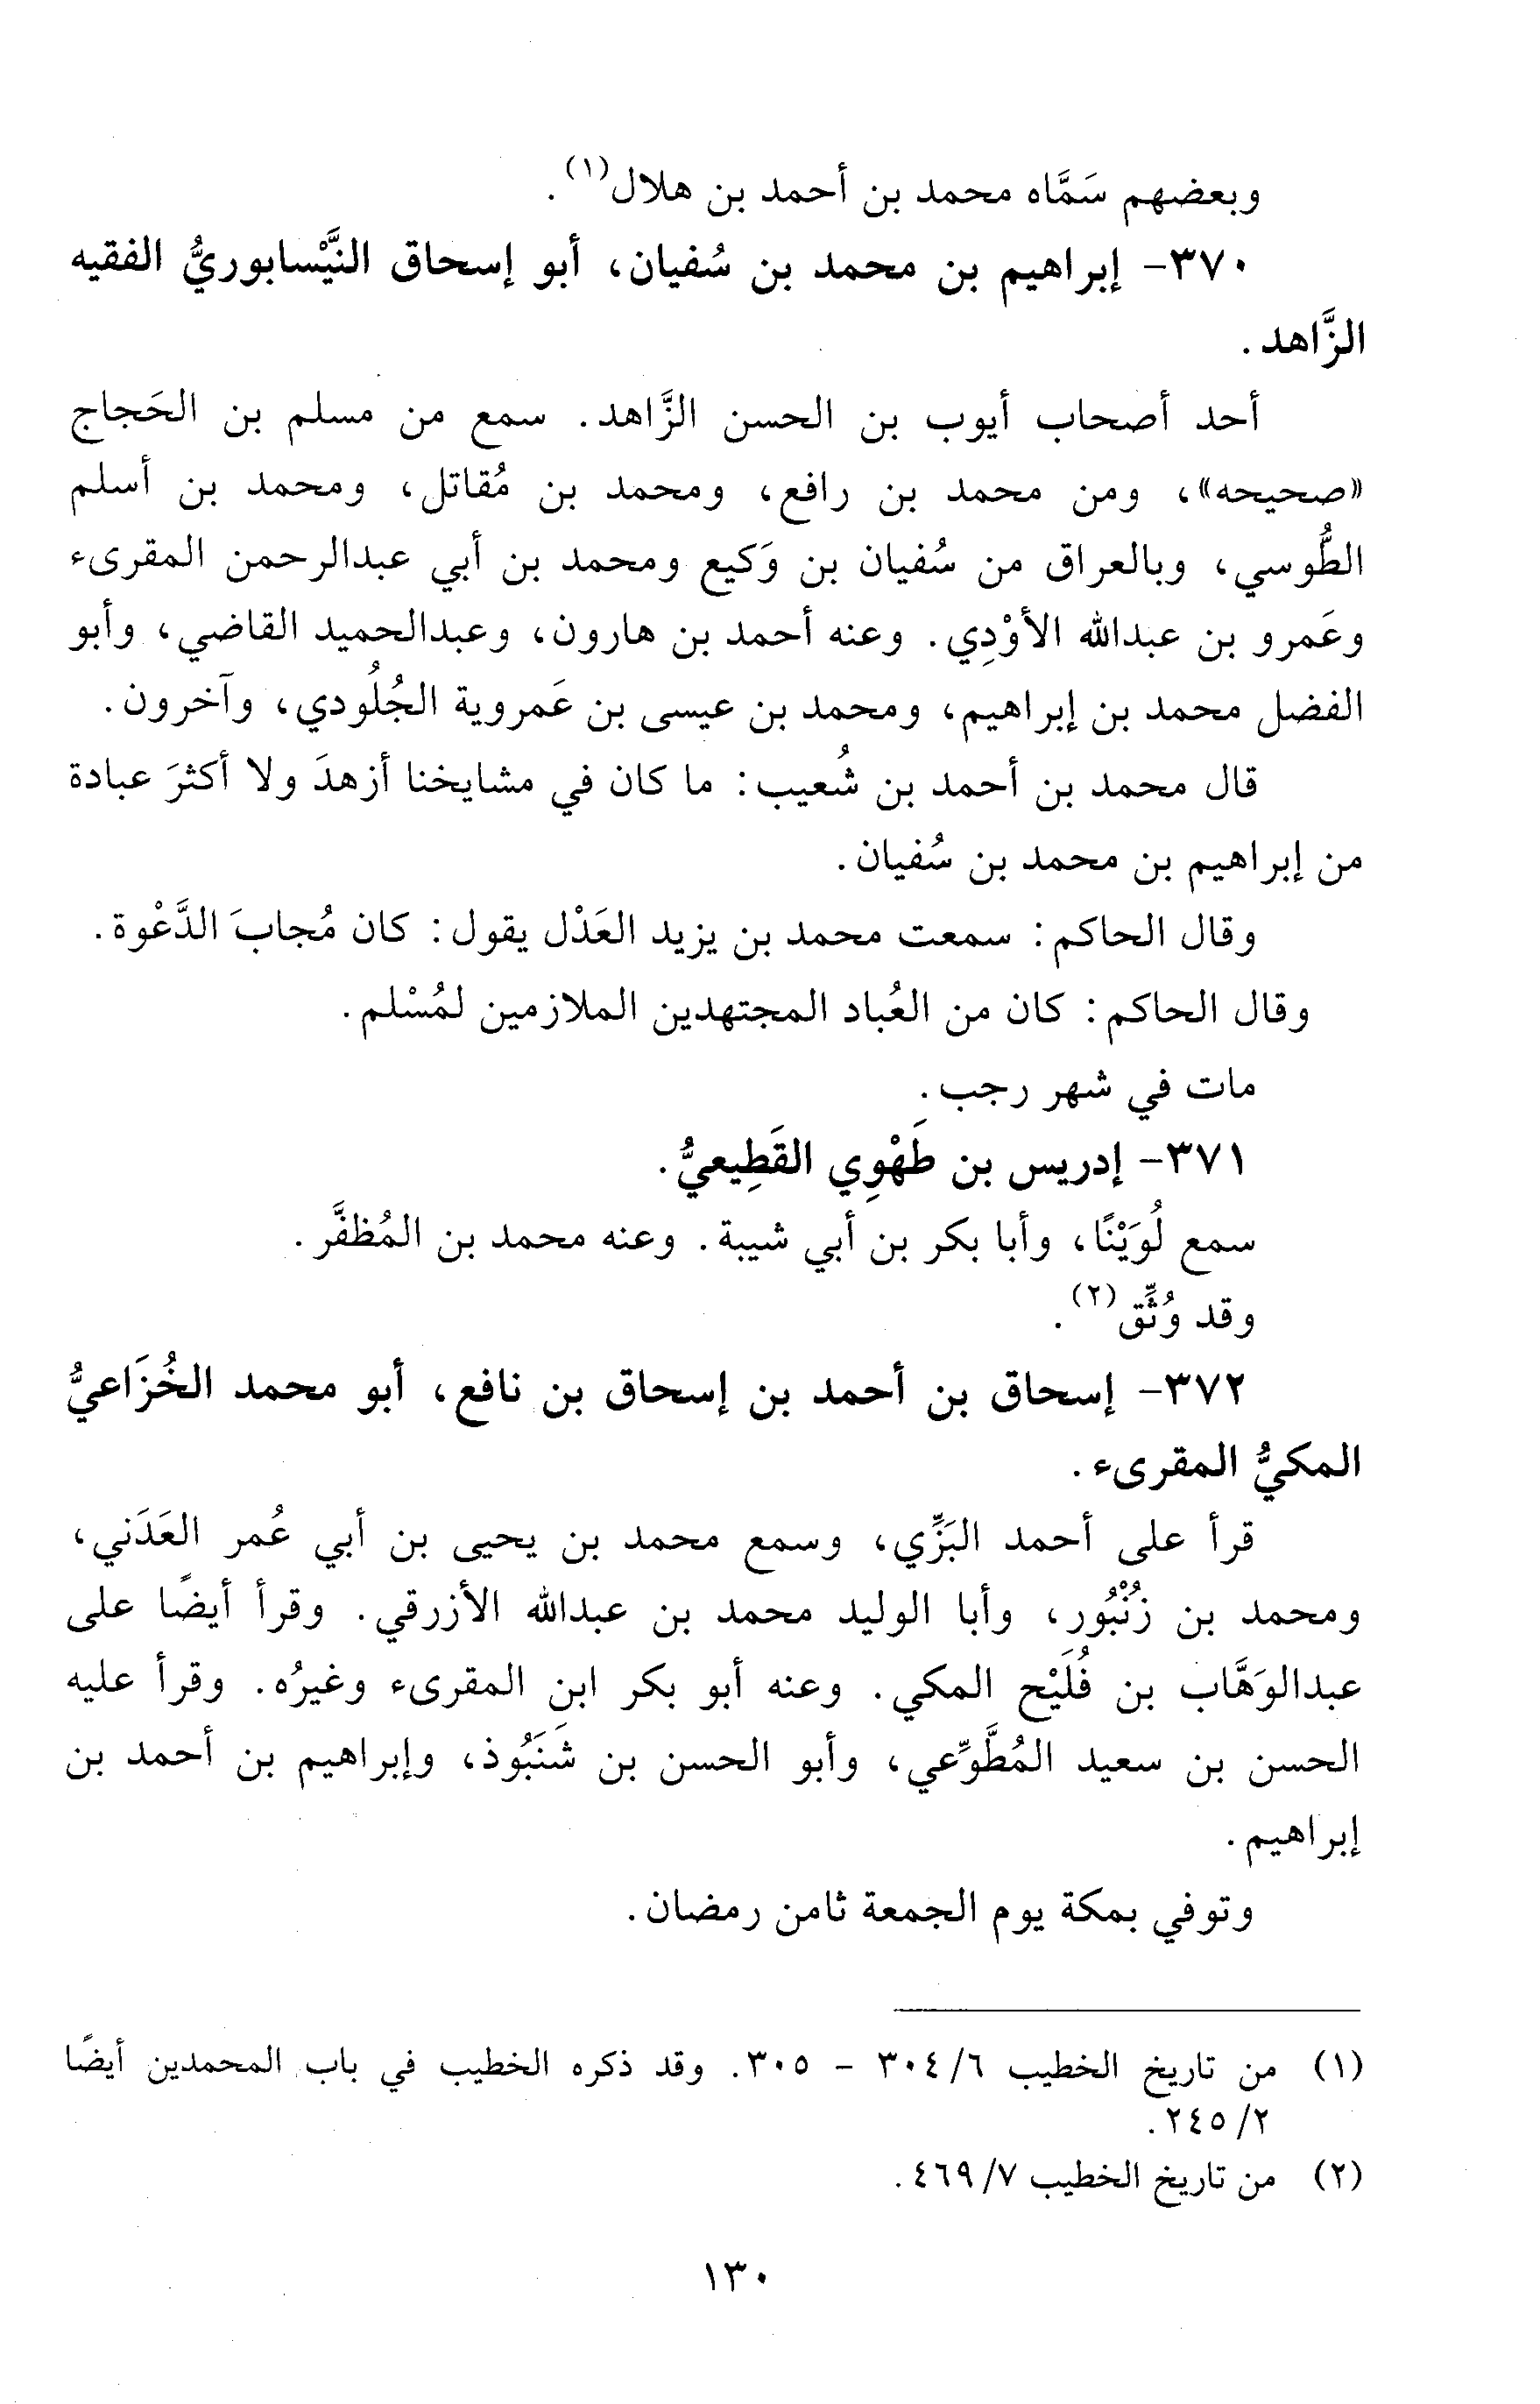 وبعضهم سَمَّاه محمد بن أحمد بن هلال(١).
٣٧٠- إبراهيم بن محمد بن سُفيان، أبو إسحاق النَّيْسابوريُّ الفقيه
الزَّاهد.
أحد أصحاب أيوب بن الحسن الزَّاهد. سمع من مسلم بن الحَجاج
«صحيحه»، ومن محمد بن رافع، ومحمد بن مُقاتل، ومحمد بن أسلم
الطُّوسي، وبالعراق من سُفيان بن وَكيع ومحمد بن أبي عبدالرحمن المقرىء
وعَمرو بن عبدالله الأوْدِي. وعنه أحمد بن هارون، وعبدالحميد القاضي، وأبو
الفضل محمد بن إبراهيم، ومحمد بن عيسى بن عَمروية الجُلُودي، وآخرون.
قال محمد بن أحمد بن شُعيب: ما كان في مشايخنا أزهدَ ولا أكثرَ عبادة
من إبراهيم بن محمد بن سُفيان.
وقال الحاكم: سمعت محمد بن يزيد العَدْل يقول: كان مُجابَ الدَّعْوة.
وقال الحاكم: كان من العُباد المجتهدين الملازمين لمُسْلم.
مات في شهر رجب.
٣٧١- إدريس بن طَهْوِي القَطِيعيُّ.
سمع لُوَيْنًا، وأبا بكر بن أبي شيبة. وعنه محمد بن المُظفَّر.
وقد وُثِّق(٢).
٣٧٢- إسحاق بن أحمد بن إسحاق بن نافع، أبو محمد الخُزَاعيُّ
المكيُّ المقرىء.
قرأ على أحمد البَزِّي، وسمع محمد بن يحيى بن أبي عُمر العَدَني،
ومحمد بن زُنْبُور، وأبا الوليد محمد بن عبدالله الأزرقي. وقرأ أيضًا على
عبدالوَهَّاب بن فُلَيْح المكي. وعنه أبو بكر ابن المقرىء وغيرُه. وقرأ عليه
الحسن بن سعيد المُطَّوِّعي، وأبو الحسن بن شَنَبُوذ، وإبراهيم بن أحمد بن
إبراهيم.
وتوفي بمكة يوم الجمعة ثامن رمضان.
(١) من تاريخ الخطيب ٦/ ٣٠٤ - ٣٠٥. وقد ذكره الخطيب في باب المحمدين أيضًا
٢/ ٢٤٥.
(٢) من تاريخ الخطيب ٧/ ٤٦٩.
١٣٠